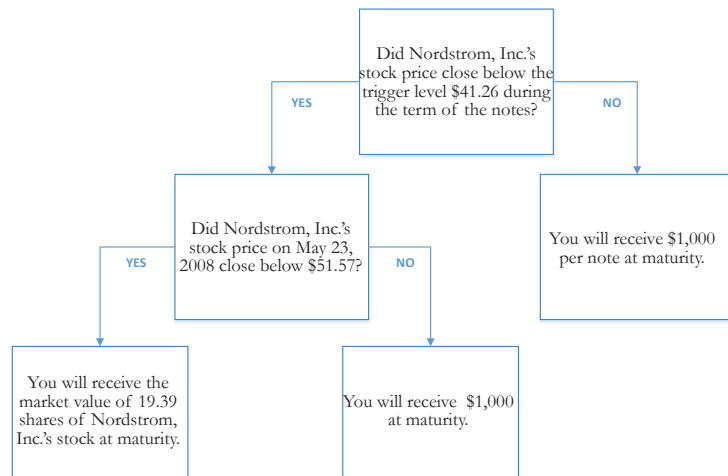 Did Nordstrom, Inc.'s
stock price close below the
trigger level $41.26 during
the term of the notes?
YES
NO
Did Nordstrom, Inc.'s
stock price on May 23,
2008 close below $51.57?
You will receive $1,000
per note at maturity.
YES
NO
You will receive the
market value of 19.39
shares of Nordstrom,
Inc.'s stock at maturity.
You will receive $1,000
at maturity.